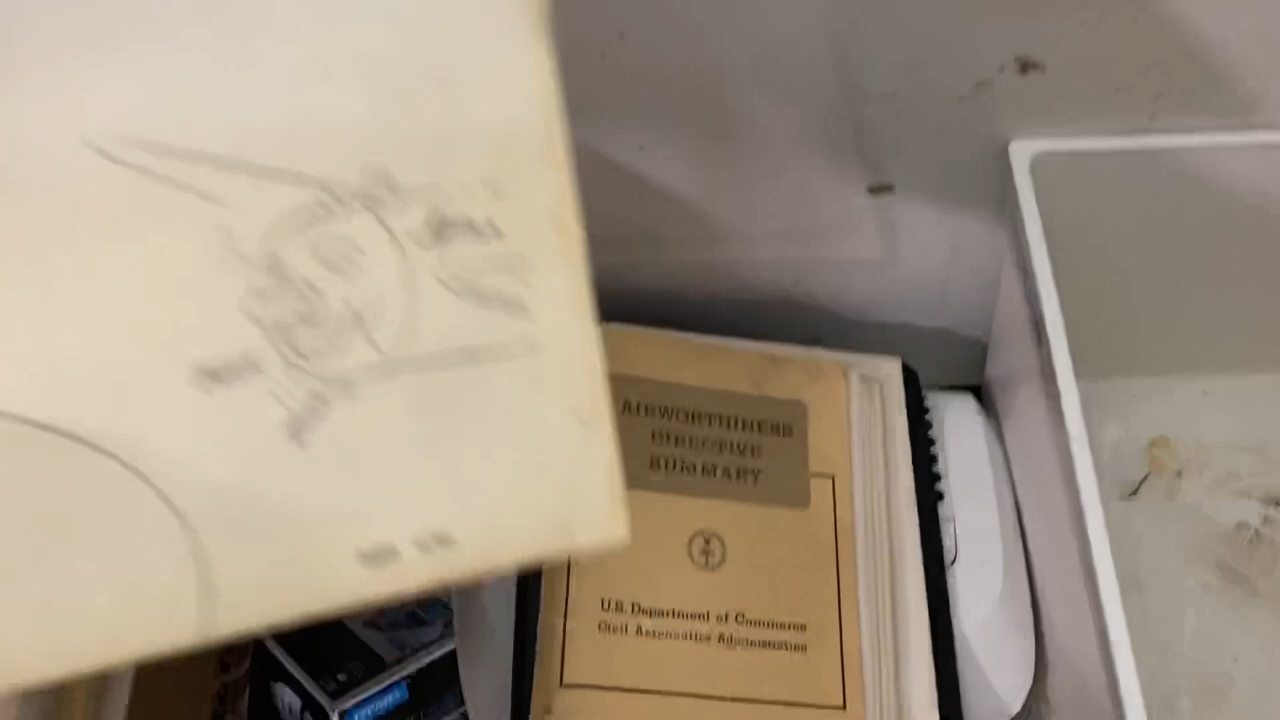 AIRWORTHINESS
DIRECTIVE
SUMMARY
U.S. Department of Commerce
Civil Aeronautics Administration